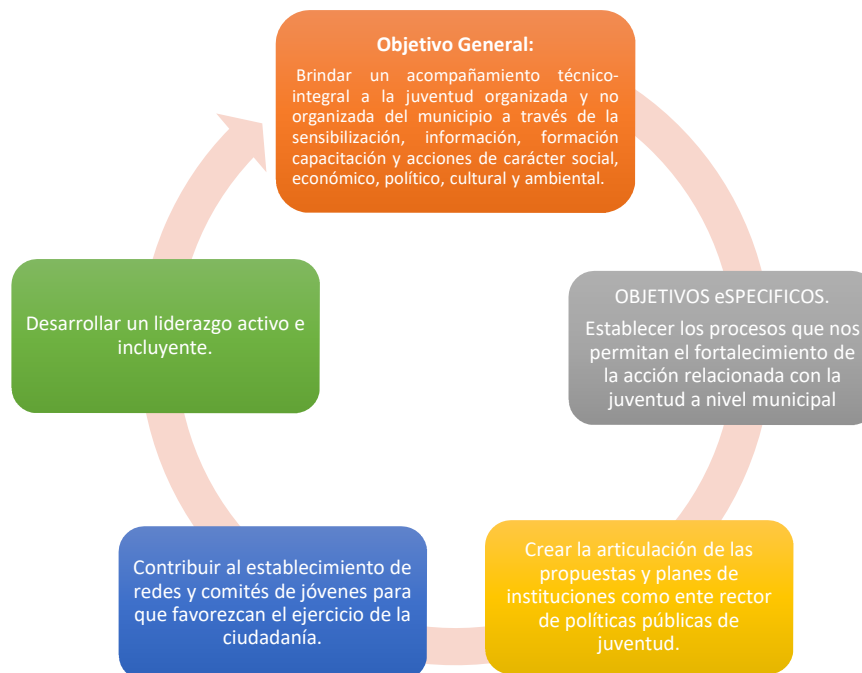 Objetivo General:
Brindar un acompañamiento técnico-
integral a la juventud organizada y no
organizada del municipio a través de la
sensibilización, información, formación
capacitación y acciones de carácter social,
económico, político, cultural y ambiental.
OBJETIVOS eSPECIFICOS.
Establecer los procesos que nos
permitan el fortalecimiento de
la acción relacionada con la
juventud a nivel municipal
Crear la articulación de las
propuestas y planes de
instituciones como ente rector
de políticas públicas de
juventud.
Contribuir al establecimiento de
redes y comités de jóvenes para
que favorezcan el ejercicio de la
ciudadanía.
Desarrollar un liderazgo activo e
incluyente.